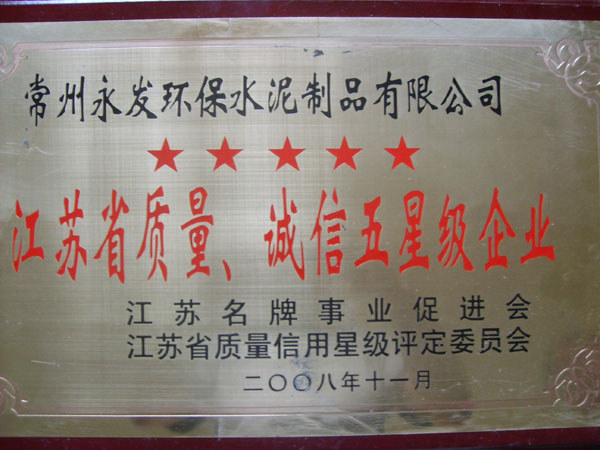 常州永发环保水泥制品有限公司
★★★★★
江苏省质量、诚信五星级企业
江苏名牌事业促进会
江苏省质量信用星级评定委员会
二〇〇八年十一月